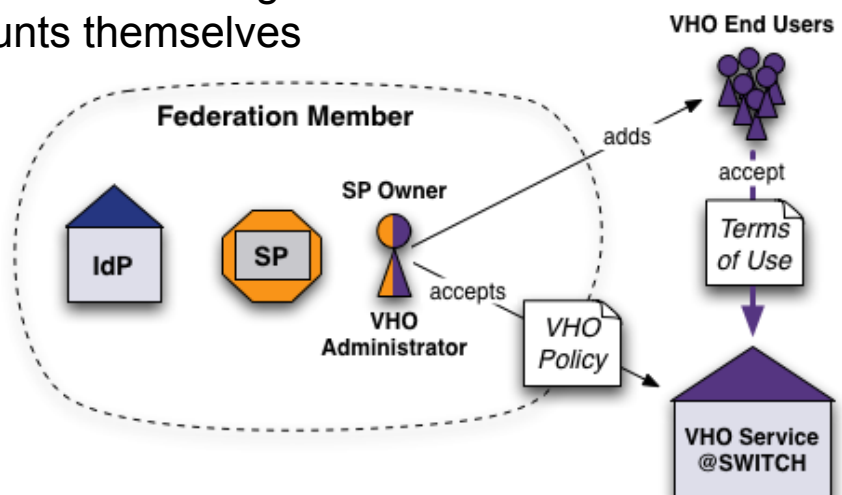 themselves
VHO End Users
Federation Member
adds
accept
SP Owner
Terms
of Use
IdP
SP
accepts
VHO
Administrator
VHO
Policy
VHO Service
@SWITCH